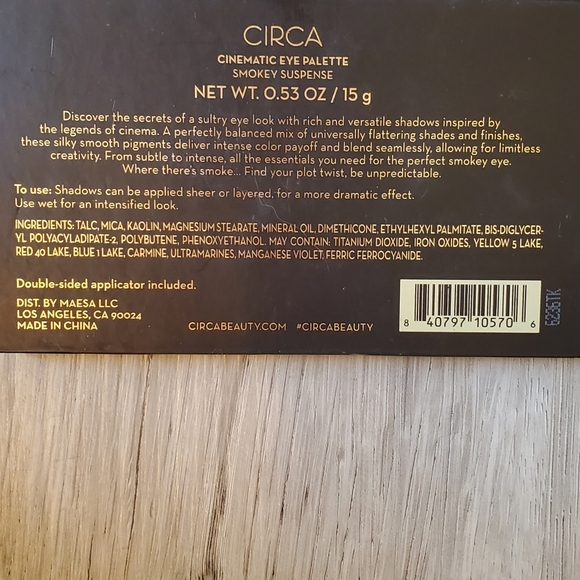 CIRCA
CINEMATIC EYE PALETTE
SMOKEY SUSPENSE
NET WT. 0.53 OZ / 15 g
Discover the secrets of a sultry eye look with rich and versatile shadows inspired by
the legends of cinema. A perfectly balanced mix of universally flattering shades and finishes,
these silky smooth pigments deliver intense color payoff and blend seamlessly, allowing for limitless
creativity. From subtle to intense, all the essentials you need for the perfect smokey eye.
Where there's smoke... Find your plot twist, be unpredictable.
To use: Shadows can be applied sheer or layered, for a more dramatic effect.
Use wet for an intensified look.
INGREDIENTS: TALC, MICA, KAOLIN, MAGNESIUM STEARATE, MINERAL OIL, DIMETHICONE, ETHYLHEXYL PALMITATE, BIS-DIGLYCER-
YL POLYACYLADIPATE-2, POLYBUTENE, PHENOXYETHANOL. MAY CONTAIN: TITANIUM DIOXIDE, IRON OXIDES, YELLOW 5 LAKE,
RED 40 LAKE, BLUE 1 LAKE, CARMINE, ULTRAMARINES, MANGANESE VIOLET, FERRIC FERROCYANIDE.
Double-sided applicator included.
DIST. BY MAESA LLC
LOS ANGELES, CA 90024
MADE IN CHINA
CIRCABEAUTY.COM #CIRCABEAUTY
8 40797 10570 6
6236TK